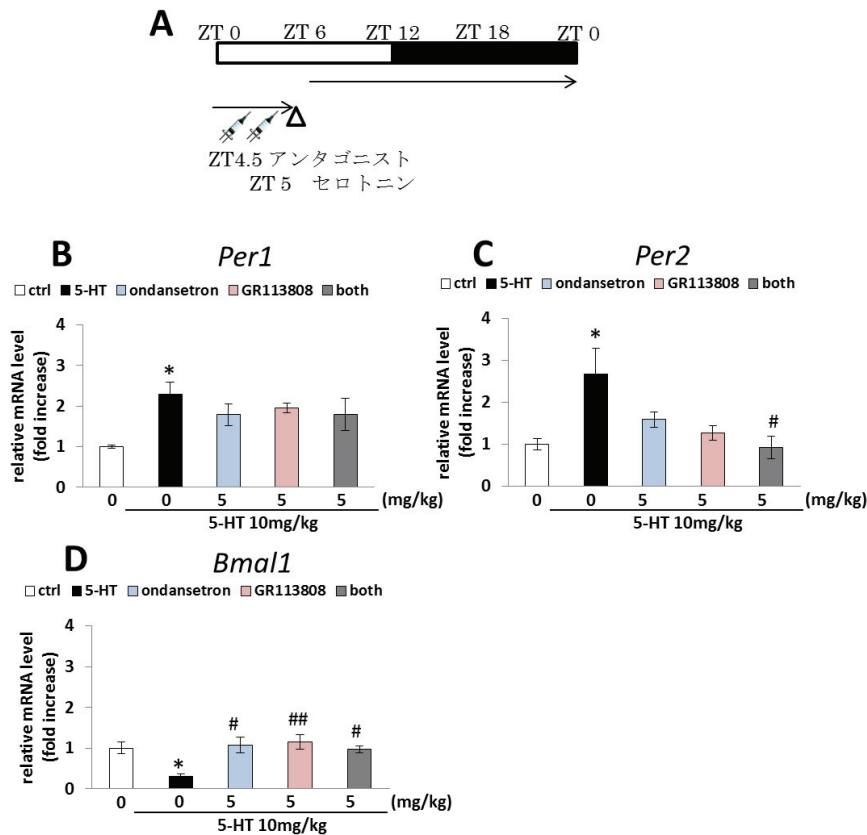 A
ZT 0 ZT 6 ZT 12 ZT 18 ZT 0
ZT4.5 アンタゴニスト
ZT 5 セロトニン
B
Per1
ctrl 5-HT ondansetron GR113808 both
relative mRNA level
(fold increase)
4
3
2
1
0
*
0 0 5 5 5 (mg/kg)
5-HT 10mg/kg
C
Per2
ctrl 5-HT ondansetron GR113808 both
relative mRNA level
(fold increase)
4
3
2
1
0
*
#
0 0 5 5 5 (mg/kg)
5-HT 10mg/kg
D
Bmal1
ctrl 5-HT ondansetron GR113808 both
relative mRNA level
(fold increase)
4
3
2
1
0
* # ## #
0 0 5 5 5 (mg/kg)
5-HT 10mg/kg